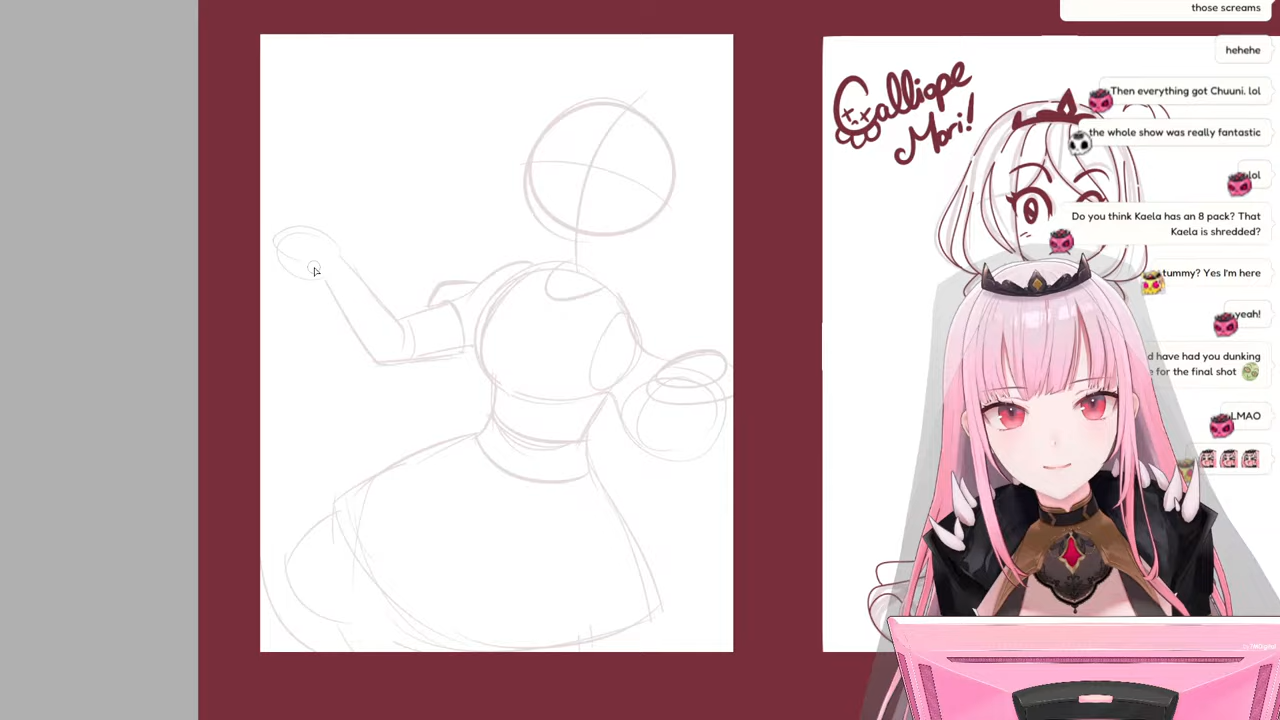 those screams
hehehe
Calliope
Mori!
Then everything got Chuuni. lol
the whole show was really fantastic
lol
Do you think Kaela has an 8 pack? That
Kaela is shredded?
tummy? Yes I'm here
yeah!
have had you dunking
for the final shot
LMAO